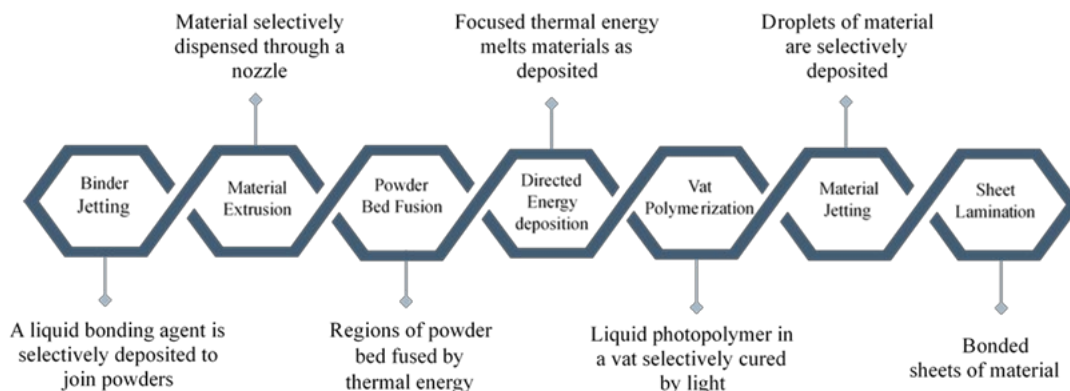 Material selectively
dispensed through a
nozzle
Focused thermal energy
melts materials as
deposited
Droplets of material
are selectively
deposited
Binder
Jetting
Material
Extrusion
Powder
Bed Fusion
Directed
Energy
deposition
Vat
Polymerization
Material
Jetting
Sheet
Lamination
A liquid bonding agent is
selectively deposited to
join powders
Regions of powder
bed fused by
thermal energy
Liquid photopolymer in
a vat selectively cured
by light
Bonded
sheets of material